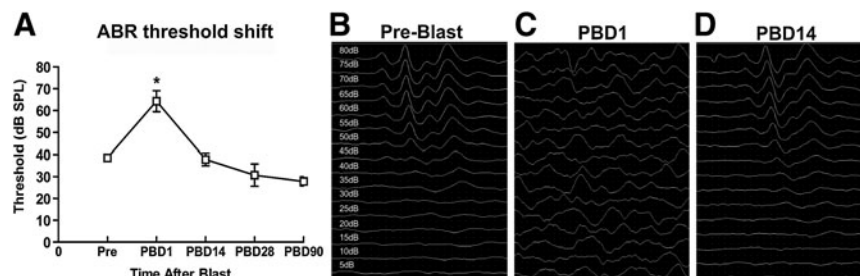 A
ABR threshold shift
Threshold (dB SPL)
80
70
60
50
40
30
20
10
0
*
0
Pre
PBD1
PBD14
PBD28
PBD90
Time After Blast
B
Pre-Blast
80dB
75dB
70dB
65dB
60dB
55dB
50dB
45dB
40dB
35dB
30dB
25dB
20dB
15dB
10dB
5dB
C
PBD1
D
PBD14